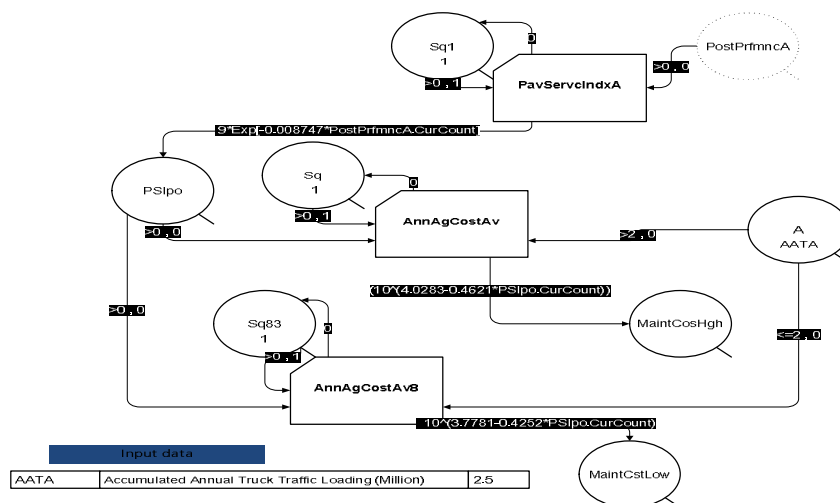 Sq1
1
0
PostPrfmncA
>0 , 0
>0 , 1
PavServcIndxA
9*Exp[-0.008747*PostPrfmncA.CurCount]
PSIpo
Sq
1
0
>0 , 1
>0 , 0
AnnAgCostAv
>2 , 0
A
AATA
(10^(4.0283-0.4621*PSIpo.CurCount))
>0 , 0
Sq83
1
0
>0 , 1
MaintCosHgh
<=2 , 0
AnnAgCostAv8
10^(3.7781-0.4252*PSIpo.CurCount)
Input data
AATA Accumulated Annual Truck Traffic Loading (Million) 2.5
MaintCstLow